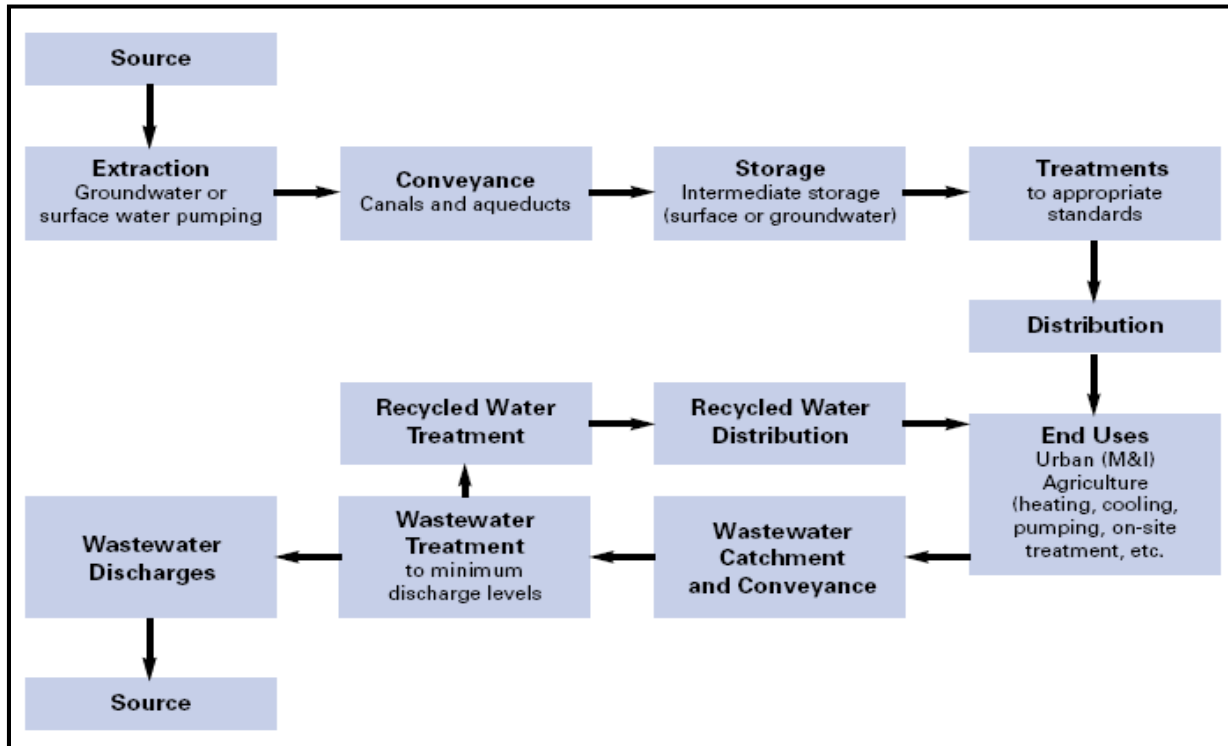 Source
Extraction
Groundwater or
surface water pumping
Conveyance
Canals and aqueducts
Storage
Intermediate storage
(surface or groundwater)
Treatments
to appropriate
standards
Distribution
Recycled Water
Treatment
Recycled Water
Distribution
End Uses
Urban (M&I)
Agriculture
(heating, cooling,
pumping, on-site
treatment, etc.
Wastewater
Discharges
Wastewater
Treatment
to minimum
discharge levels
Wastewater
Catchment
and Conveyance
Source